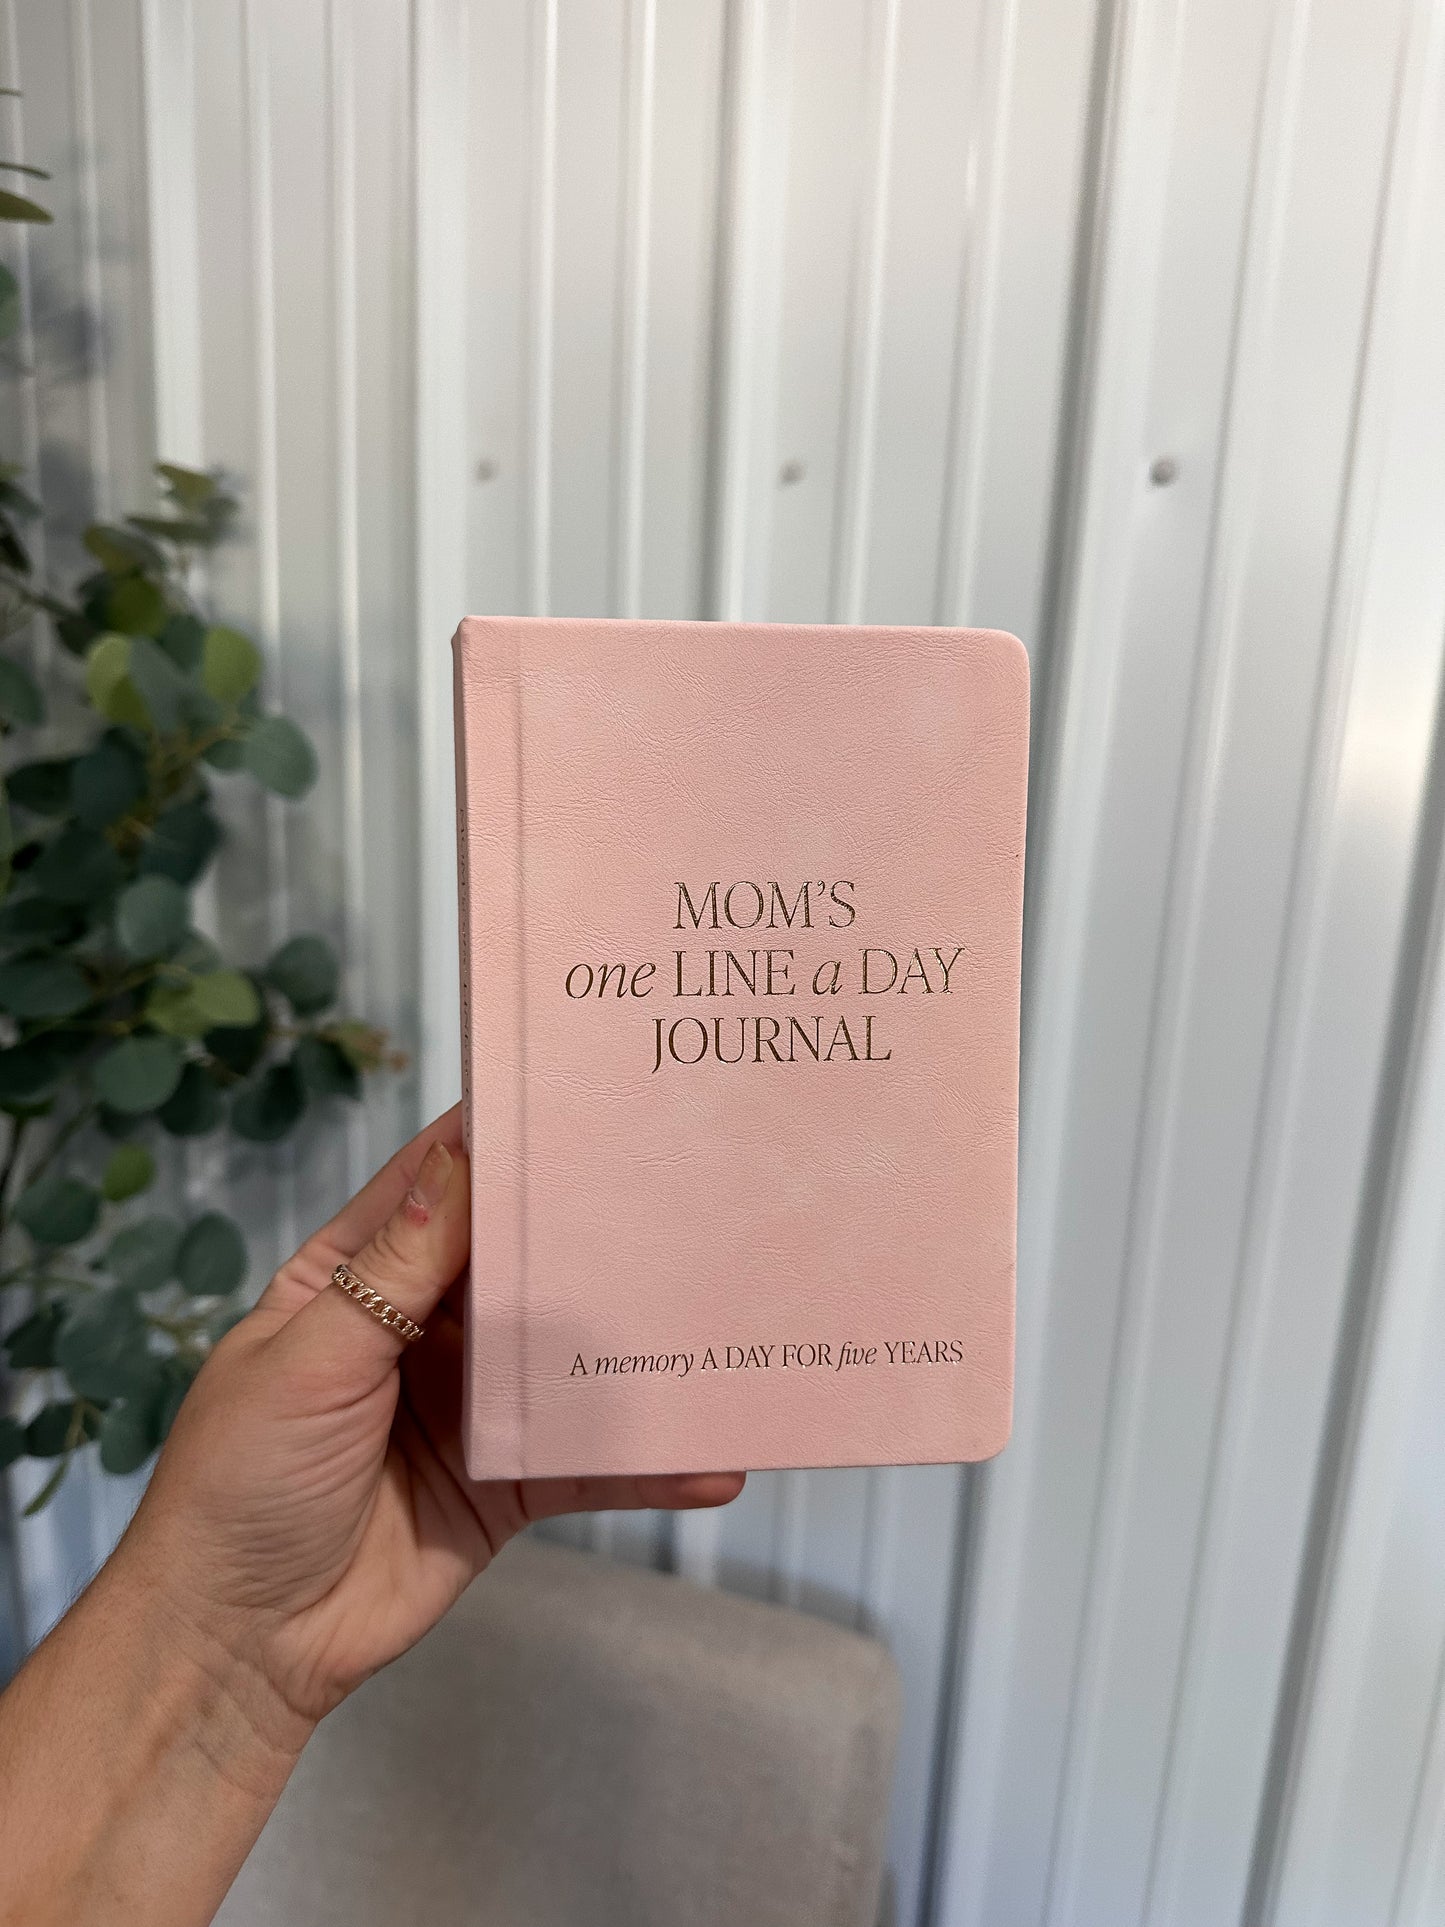 MOM'S
one LINE a DAY
JOURNAL
A memory A DAY FOR five YEARS